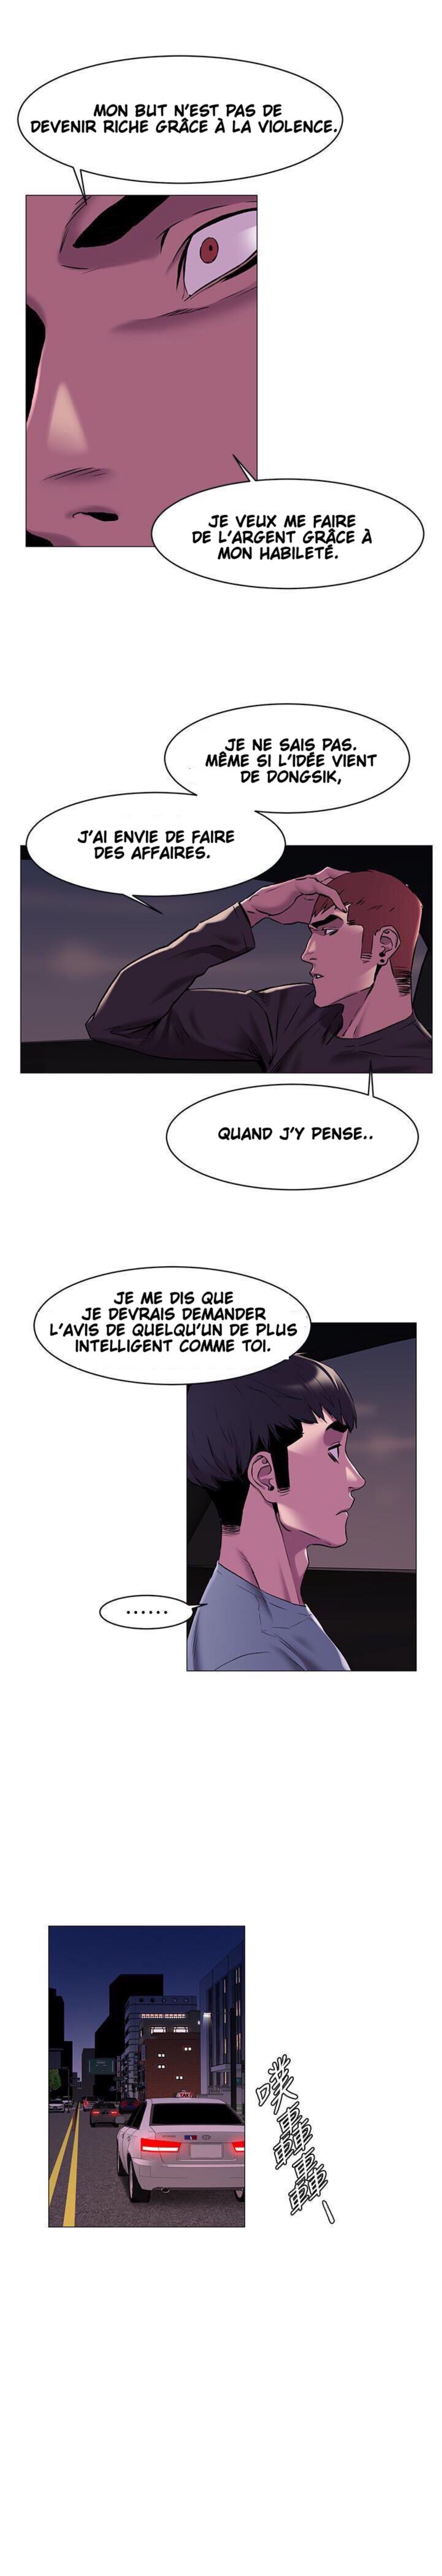 MON BUT N'EST PAS DE
DEVENIR RICHE GRÂCE À LA VIOLENCE.
JE VEUX ME FAIRE
DE L'ARGENT GRÂCE À
MON HABILETÉ.
JE NE SAIS PAS.
MÊME SI L'IDÉE VIENT
DE DONGSIK,
J'AI ENVIE DE FAIRE
DES AFFAIRES.
QUAND J'Y PENSE..
JE ME DIS QUE
JE DEVRAIS DEMANDER
L'AVIS DE QUELQU'UN DE PLUS
INTELLIGENT COMME TOI.
......